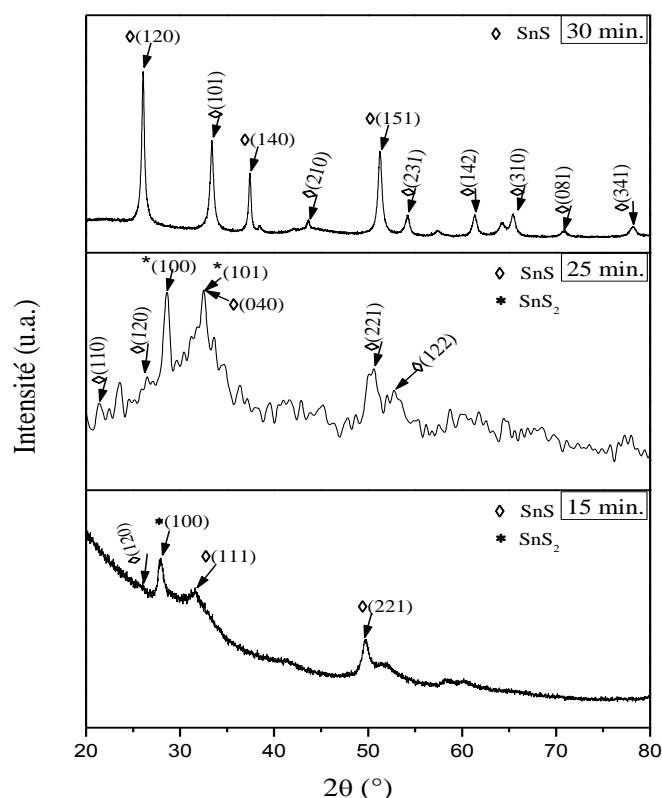 ◊(120)
◊ SnS 30 min.
◊(101)
◊(140)
◊(210)
◊(151)
◊(231)
◊(142)
◊(310)
◊(081)
◊(341)
*(100)
*(101)
◊(040)
◊(110)
◊(120)
◊(221)
◊(122)
◊ SnS 25 min.
* SnS₂
Intensité (u.a.)
◊(120)
*(100)
◊(111)
◊(221)
◊ SnS 15 min.
* SnS₂
20 30 40 50 60 70 80
2θ (°)